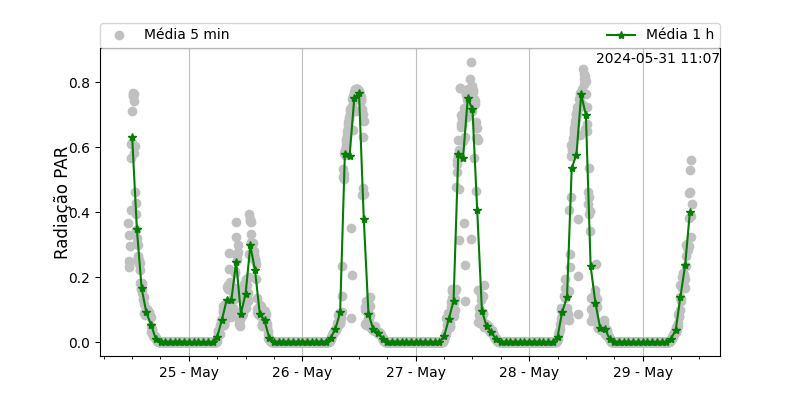 Média 5 min
Média 1 h
2024-05-31 11:07
Radiação PAR
0.8
0.6
0.4
0.2
0.0
25 - May
26 - May
27 - May
28 - May
29 - May